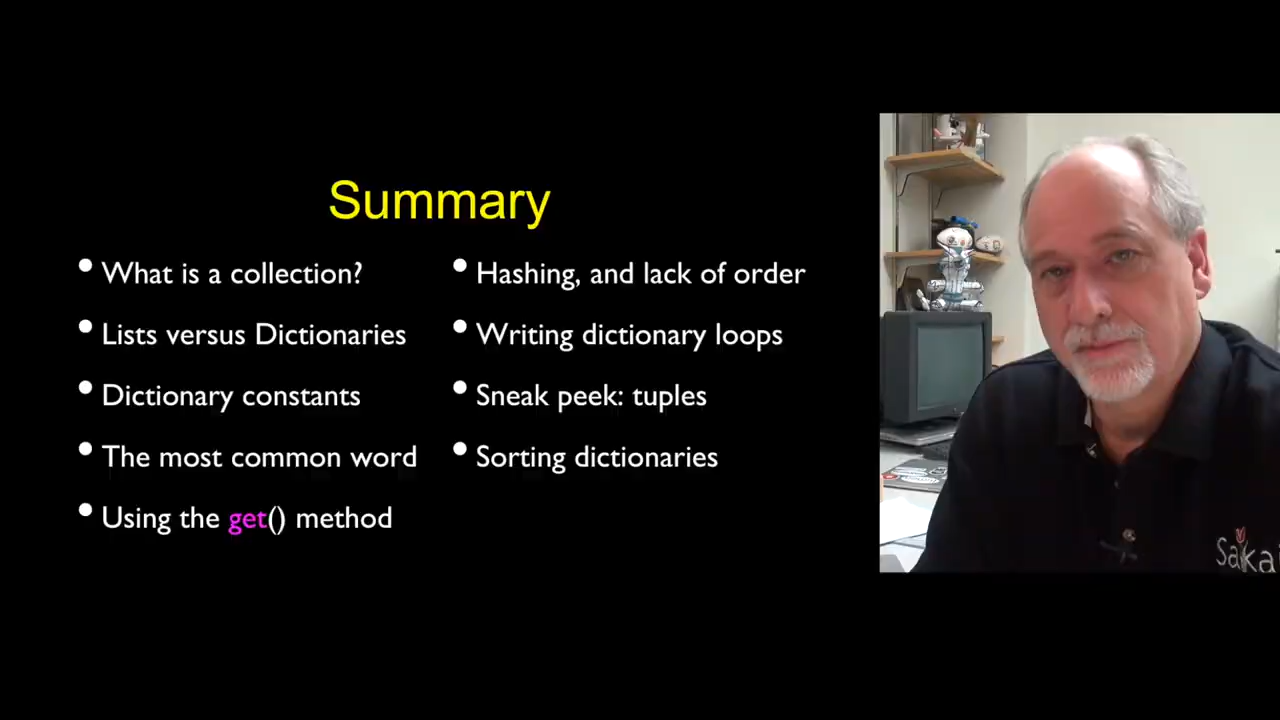 Summary
• What is a collection?
• Lists versus Dictionaries
• Dictionary constants
• The most common word
• Using the get() method
• Hashing, and lack of order
• Writing dictionary loops
• Sneak peek: tuples
• Sorting dictionaries
Sakai